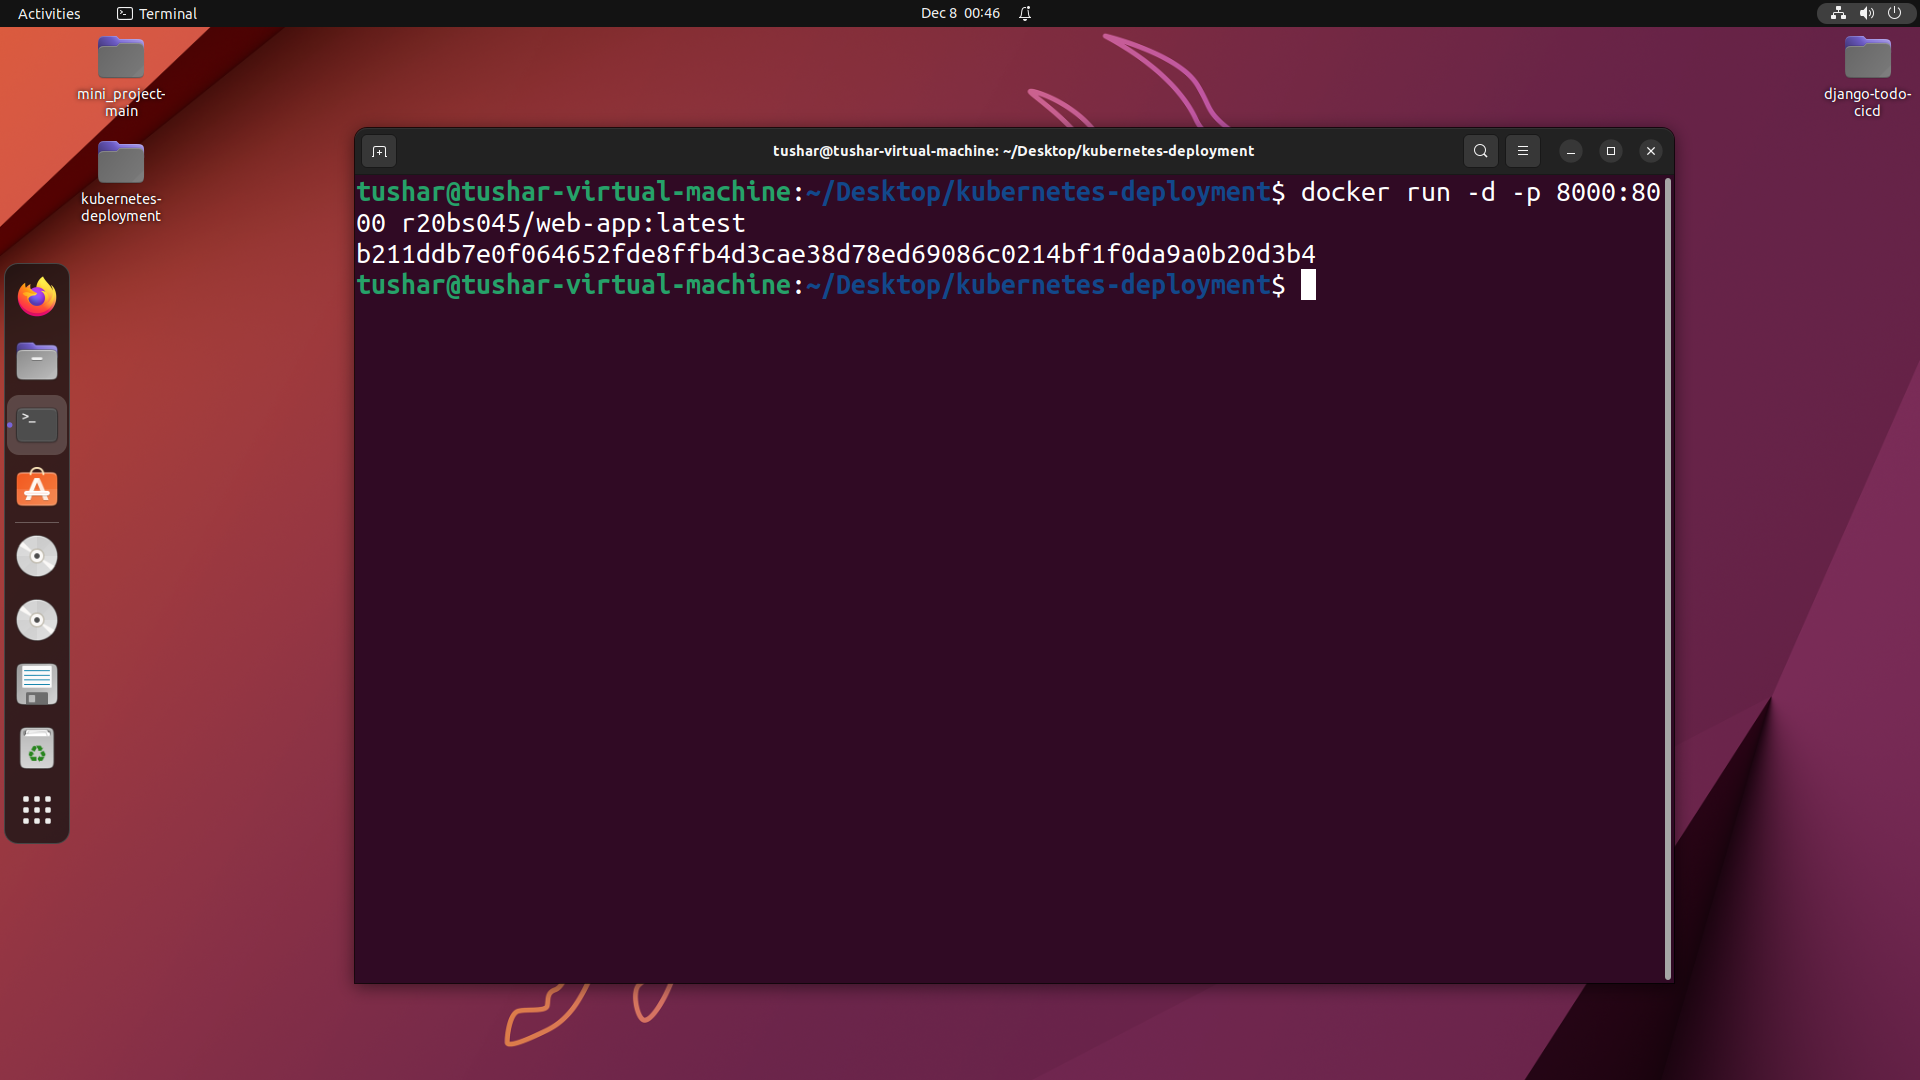 Activities
Terminal
Dec 8 00:46
mini_project-
main
kubernetes-
deployment
django-todo-
cicd
tushar@tushar-virtual-machine: ~/Desktop/kubernetes-deployment
tushar@tushar-virtual-machine:~/Desktop/kubernetes-deployment$ docker run -d -p 8000:80
00 r20bs045/web-app:latest
b211ddb7e0f064652fde8ffb4d3cae38d78ed69086c0214bf1f0da9a0b20d3b4
tushar@tushar-virtual-machine:~/Desktop/kubernetes-deployment$